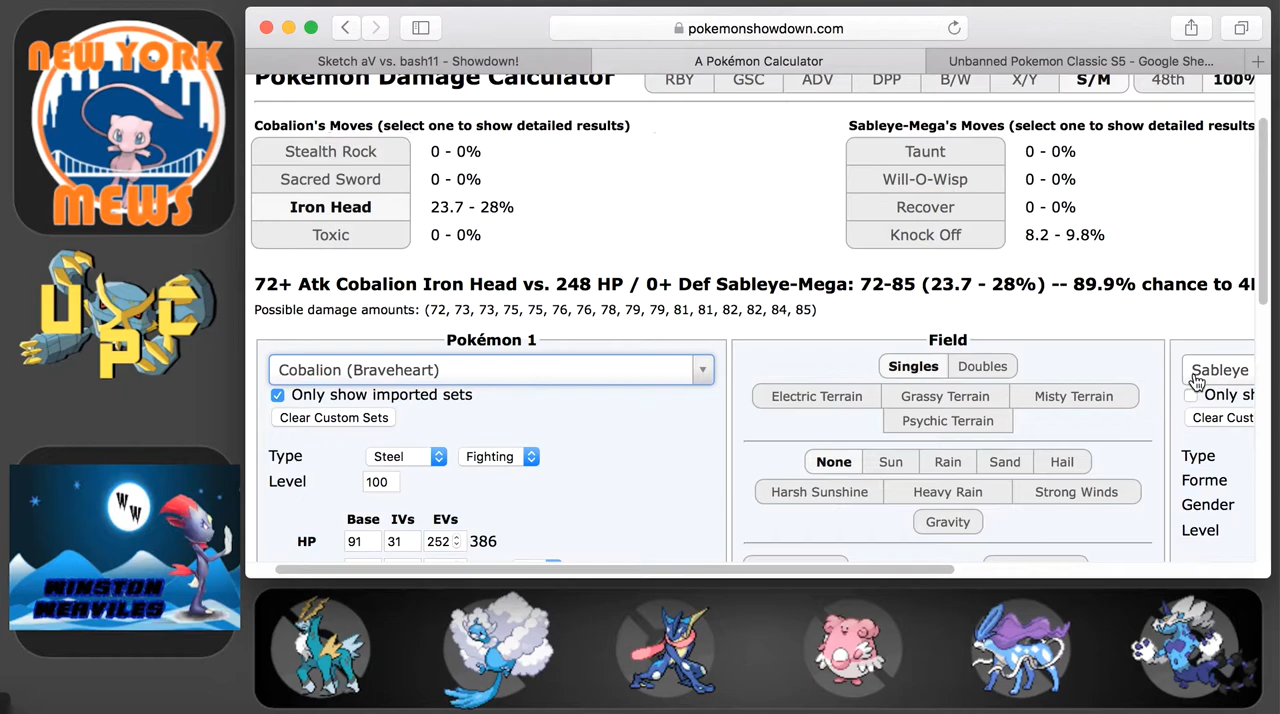 NEW YORK
MEWS
UPC
WW
WINSTON
WEAVILES
pokemonshowdown.com
Sketch aV vs. bash11 - Showdown!
A Pokémon Calculator
Unbanned Pokemon Classic S5 - Google She...
Pokémon Damage Calculator
RBY
GSC
ADV
DPP
B/W
X/Y
S/M
48th
100%
Cobalion's Moves (select one to show detailed results)
Stealth Rock 0 - 0%
Sacred Sword 0 - 0%
Iron Head 23.7 - 28%
Toxic 0 - 0%
Sableye-Mega's Moves (select one to show detailed results
Taunt 0 - 0%
Will-O-Wisp 0 - 0%
Recover 0 - 0%
Knock Off 8.2 - 9.8%
72+ Atk Cobalion Iron Head vs. 248 HP / 0+ Def Sableye-Mega: 72-85 (23.7 - 28%) -- 89.9% chance to 4
Possible damage amounts: (72, 73, 73, 75, 75, 76, 76, 78, 79, 79, 81, 81, 82, 82, 84, 85)
Pokémon 1
Cobalion (Braveheart)
Only show imported sets
Clear Custom Sets
Type Steel Fighting
Level 100
Base IVs EVs
HP 91 31 252 386
Field
Singles Doubles
Electric Terrain Grassy Terrain Misty Terrain
Psychic Terrain
None Sun Rain Sand Hail
Harsh Sunshine Heavy Rain Strong Winds
Gravity
Sableye
Only sh
Clear Cust
Type
Forme
Gender
Level